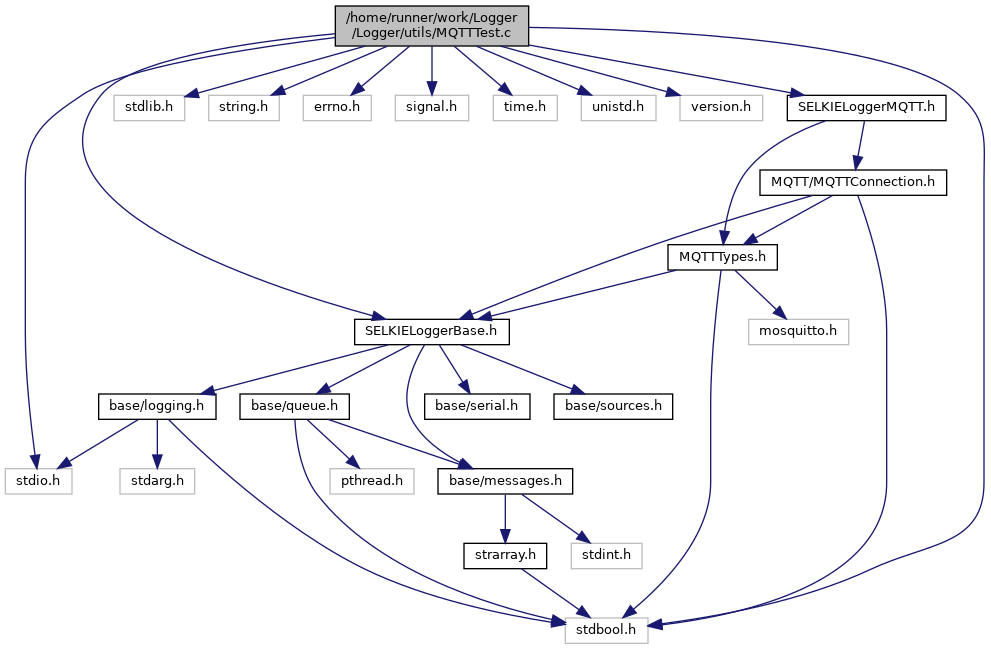 /home/runner/work/Logger
/Logger/utils/MQTTTest.c
stdlib.h
string.h
errno.h
signal.h
time.h
unistd.h
version.h
SELKIELoggerMQTT.h
MQTT/MQTTConnection.h
MQTTTypes.h
SELKIELoggerBase.h
mosquitto.h
base/logging.h
base/queue.h
base/serial.h
base/sources.h
stdio.h
stdarg.h
pthread.h
base/messages.h
strarray.h
stdint.h
stdbool.h